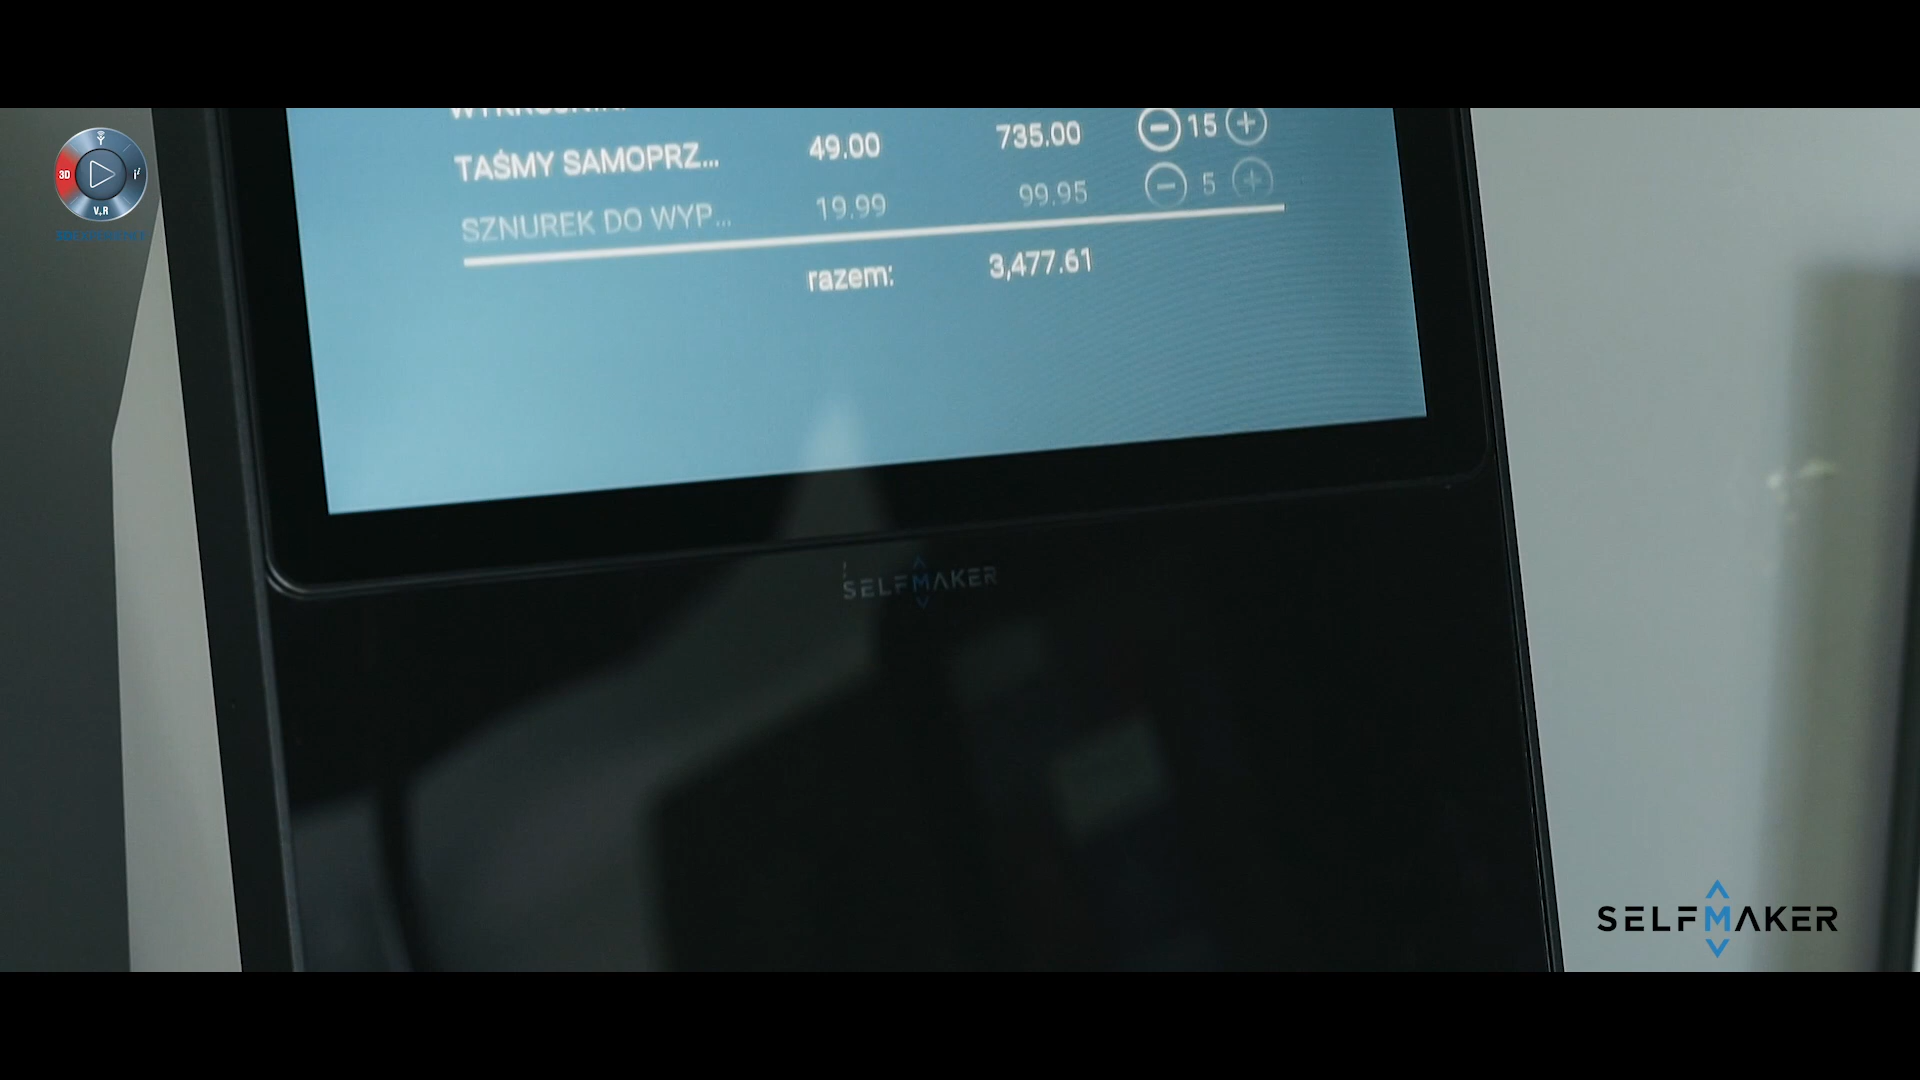 TAŚMY SAMOPRZ... 49.00 735.00 15
SZNUREK DO WYP... 19.99 99.95 5
razem: 3,477.61
SELFMAKER
3D
V.R
SELFMAKER